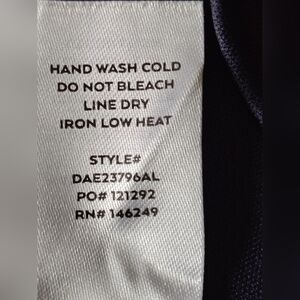 HAND WASH COLD
DO NOT BLEACH
LINE DRY
IRON LOW HEAT
STYLE#
DAE23796AL
PO# 121292
RN# 146249